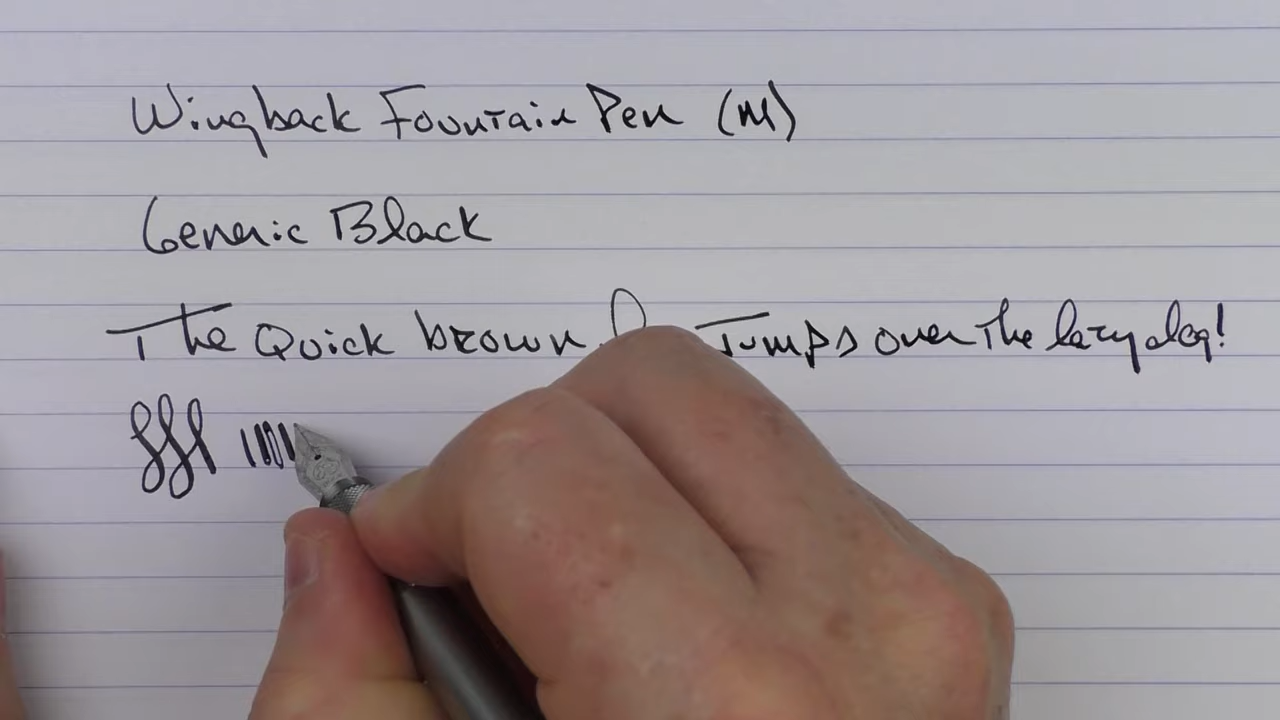 Wingback Fountain Pen (M)
Generic Black
The Quick brown Jumps over The lazy dog!